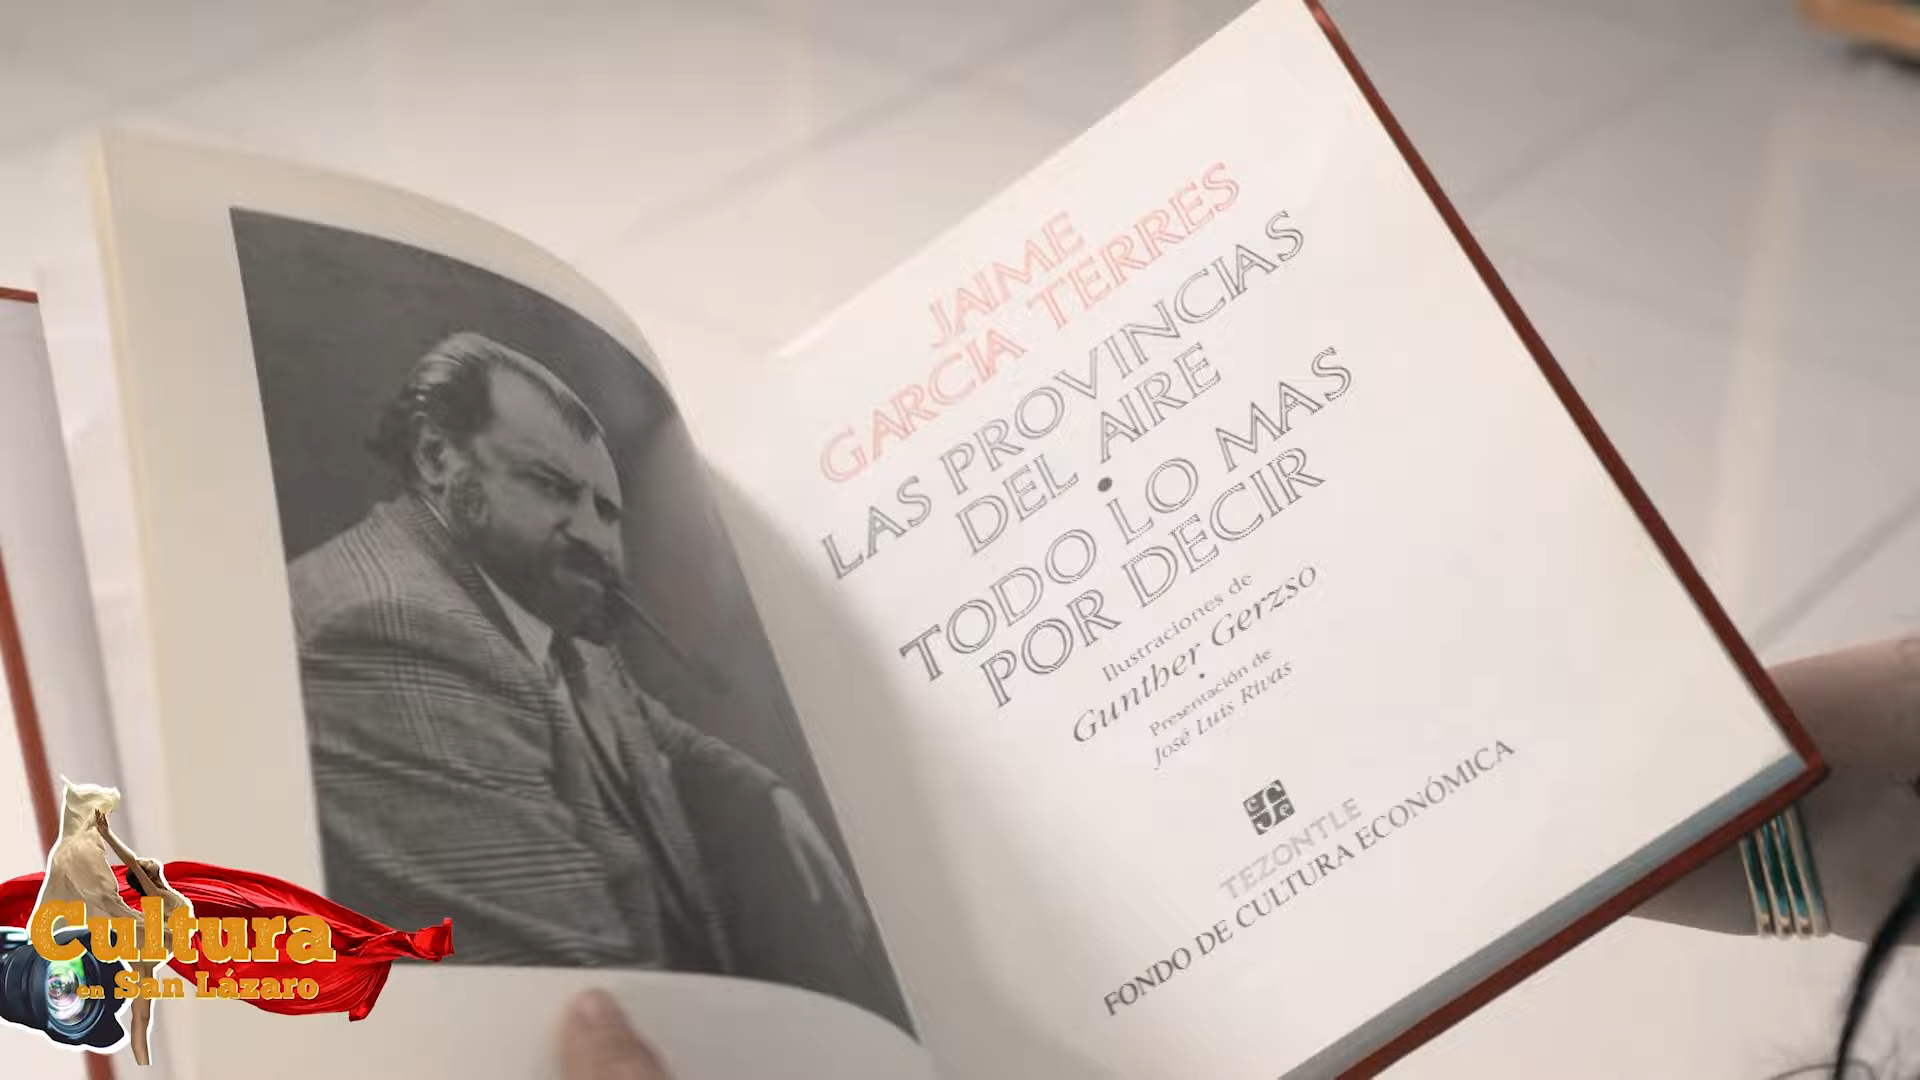 JAIME
GARCIA TERRES
LAS PROVINCIAS
DEL AIRE
•
TODO LO MAS
POR DECIR
Ilustraciones de
Gunther Gerzso
•
Presentación de
José Luis Rivas
TEZONTLE
FONDO DE CULTURA ECONÓMICA
Cultura
en San Lázaro